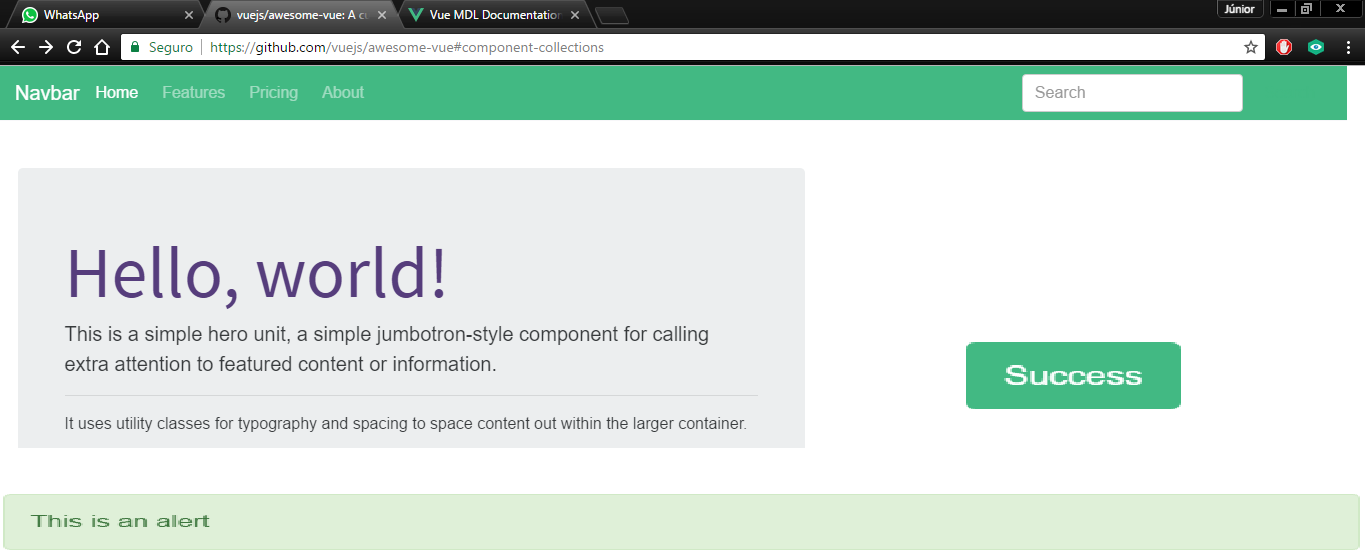 WhatsApp
vuejs/awesome-vue: A cu
Vue MDL Documentation
Júnior
Seguro
https://github.com/vuejs/awesome-vue#component-collections
Navbar Home Features Pricing About
Search
Hello, world!
This is a simple hero unit, a simple jumbotron-style component for calling
extra attention to featured content or information.
It uses utility classes for typography and spacing to space content out within the larger container.
Success
This is an alert